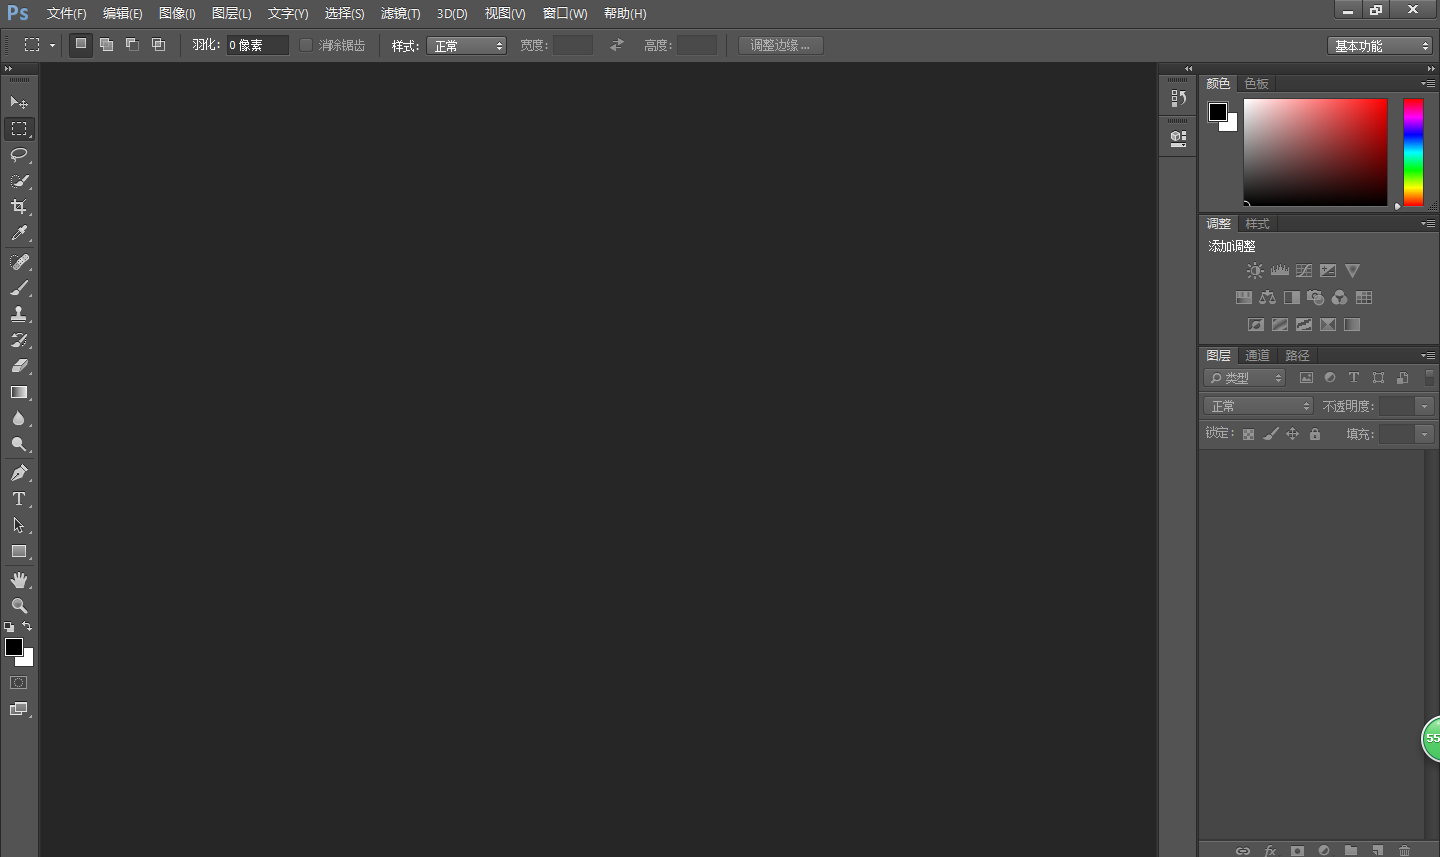 Ps 文件(F) 编辑(E) 图像(I) 图层(L) 文字(Y) 选择(S) 滤镜(T) 3D(D) 视图(V) 窗口(W) 帮助(H)
羽化: 0 像素 消除锯齿 样式: 正常 宽度: 高度: 调整边缘... 基本功能
颜色 色板
调整 样式
添加调整
图层 通道 路径
类型 T
正常 不透明度:
锁定: 填充:
T
55
fx